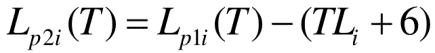 L_{p2i}(T) = L_{p1i}(T) − (TL_i + 6)